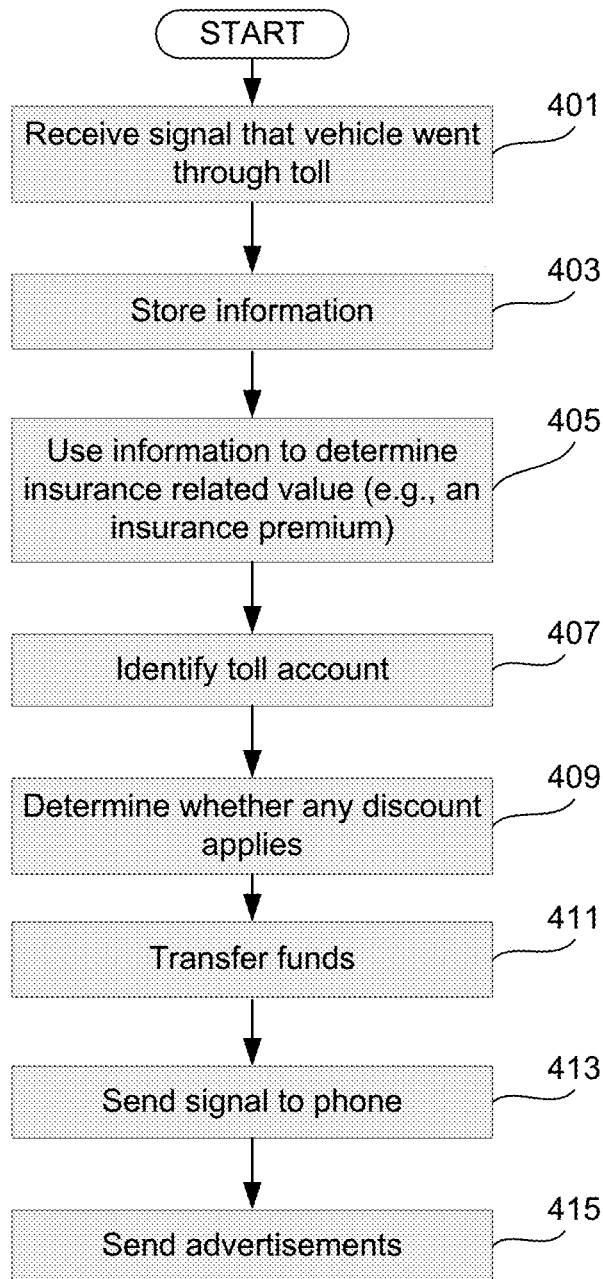 START
401
Receive signal that vehicle went
through toll
403
Store information
405
Use information to determine
insurance related value (e.g., an
insurance premium)
407
Identify toll account
409
Determine whether any discount
applies
411
Transfer funds
413
Send signal to phone
415
Send advertisements